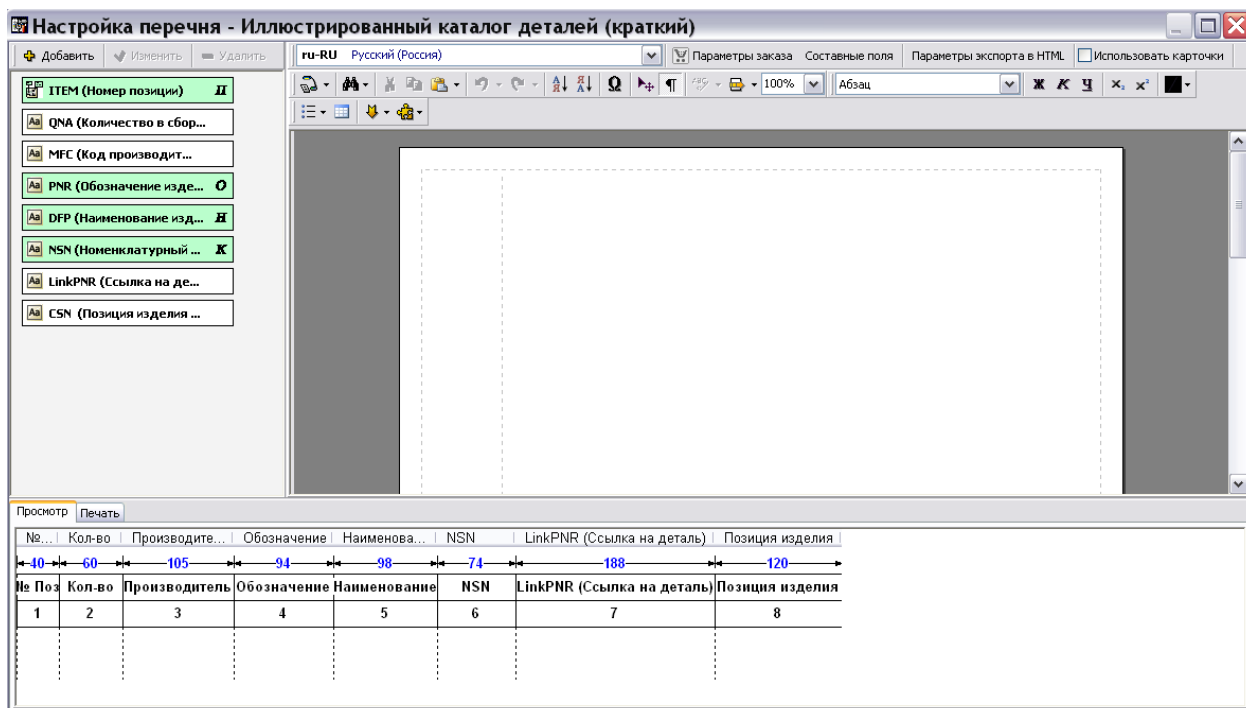 Настройка перечня - Иллюстрированный каталог деталей (краткий)
Добавить Изменить Удалить ru-RU Русский (Россия) Параметры заказа Составные поля Параметры экспорта в HTML Использовать карточки
100% Абзац Ж К Ч
ITEM (Номер позиции) П
QNA (Количество в сбор...
MFC (Код производит...
PNR (Обозначение изде... О
DFP (Наименование изд... Н
NSN (Номенклатурный ... К
LinkPNR (Ссылка на де...
CSN (Позиция изделия ...
Просмотр Печать
№... Кол-во Производите... Обозначение Наименова... NSN LinkPNR (Ссылка на деталь) Позиция изделия
40 60 105 94 98 74 188 120
№ Поз Кол-во Производитель Обозначение Наименование NSN LinkPNR (Ссылка на деталь) Позиция изделия
1 2 3 4 5 6 7 8